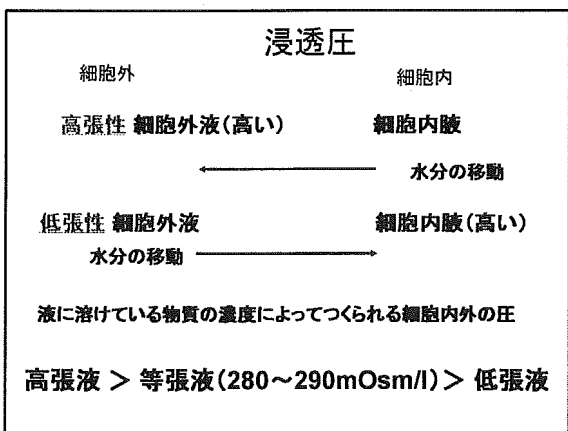 浸透圧
細胞外 細胞内
高張性 細胞外液(高い) 細胞内腋
水分の移動
低張性 細胞外液 細胞内腋(高い)
水分の移動
液に溶けている物質の濃度によってつくられる細胞内外の圧
高張液 > 等張液(280~290mOsm/l)> 低張液